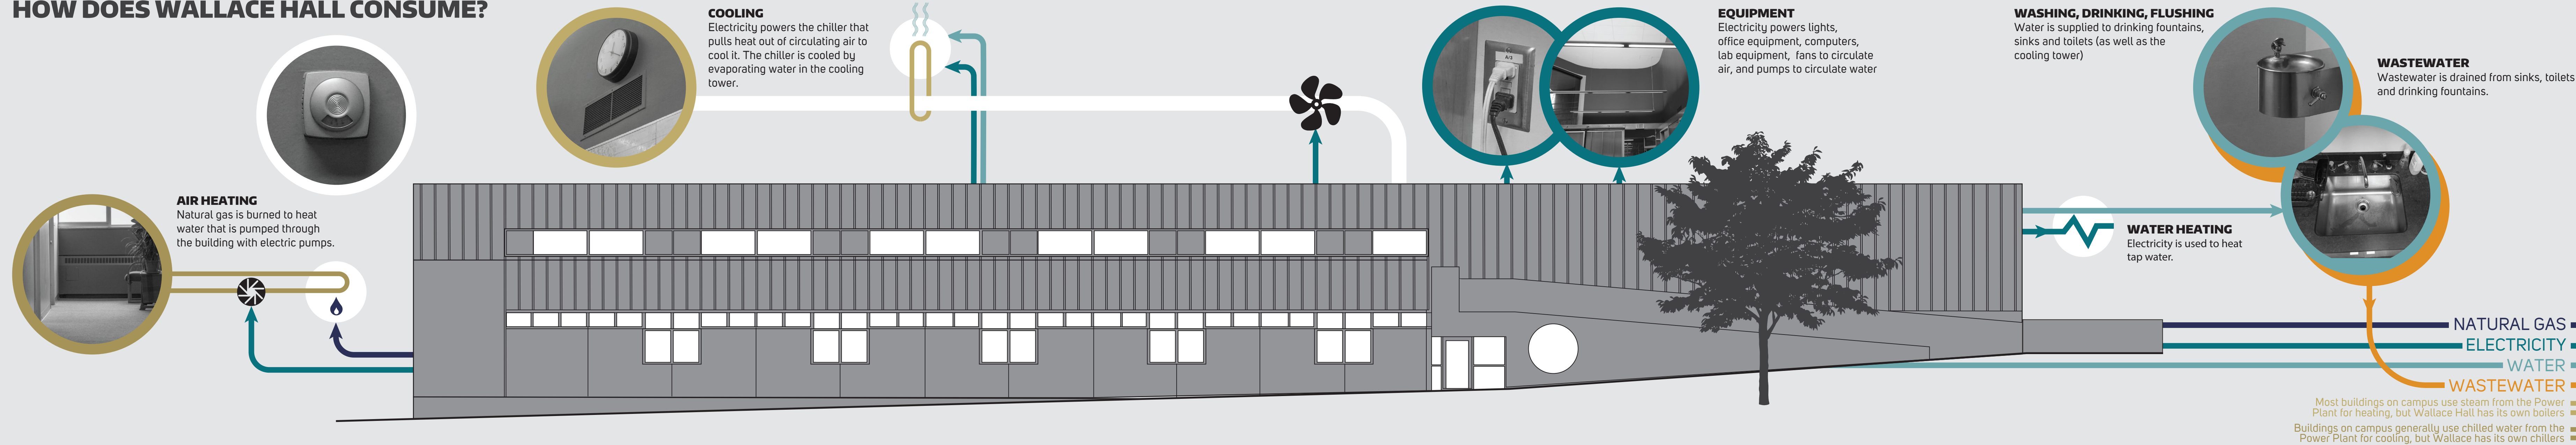 HOW DOES WALLACE HALL CONSUME?
COOLING
Electricity powers the chiller that
pulls heat out of circulating air to
cool it. The chiller is cooled by
evaporating water in the cooling
tower.
EQUIPMENT
Electricity powers lights,
office equipment, computers,
lab equipment, fans to circulate
air, and pumps to circulate water
WASHING, DRINKING, FLUSHING
Water is supplied to drinking fountains,
sinks and toilets (as well as the
cooling tower)
WASTEWATER
Wastewater is drained from sinks, toilets
and drinking fountains.
AIR HEATING
Natural gas is burned to heat
water that is pumped through
the building with electric pumps.
WATER HEATING
Electricity is used to heat
tap water.
NATURAL GAS
ELECTRICITY
WATER
WASTEWATER
Most buildings on campus use steam from the Power
Plant for heating, but Wallace Hall has its own boilers
Buildings on campus generally use chilled water from the
Power Plant for cooling, but Wallace has its own chillers